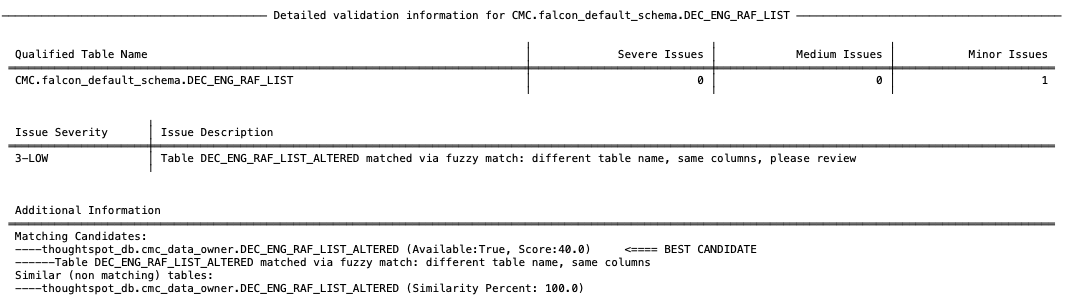 Detailed validation information for CMC.falcon_default_schema.DEC_ENG_RAF_LIST
Qualified Table Name Severe Issues Medium Issues Minor Issues
CMC.falcon_default_schema.DEC_ENG_RAF_LIST 0 0 1
Issue Severity Issue Description
3-LOW Table DEC_ENG_RAF_LIST_ALTERED matched via fuzzy match: different table name, same columns, please review
Additional Information
Matching Candidates:
----thoughtspot_db.cmc_data_owner.DEC_ENG_RAF_LIST_ALTERED (Available:True, Score:40.0) <==== BEST CANDIDATE
------Table DEC_ENG_RAF_LIST_ALTERED matched via fuzzy match: different table name, same columns
Similar (non matching) tables:
----thoughtspot_db.cmc_data_owner.DEC_ENG_RAF_LIST_ALTERED (Similarity Percent: 100.0)